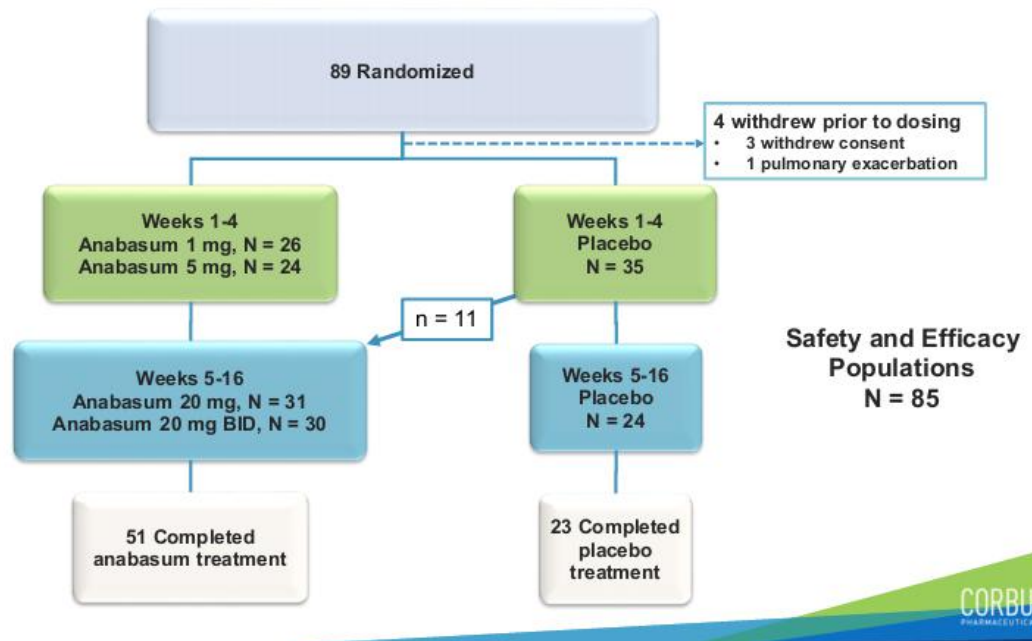 89 Randomized
4 withdrew prior to dosing
• 3 withdrew consent
• 1 pulmonary exacerbation
Weeks 1-4
Anabasum 1 mg, N = 26
Anabasum 5 mg, N = 24
Weeks 1-4
Placebo
N = 35
n = 11
Weeks 5-16
Anabasum 20 mg, N = 31
Anabasum 20 mg BID, N = 30
Weeks 5-16
Placebo
N = 24
Safety and Efficacy
Populations
N = 85
51 Completed
anabasum treatment
23 Completed
placebo
treatment
CORBU
PHARMACEUTICAL